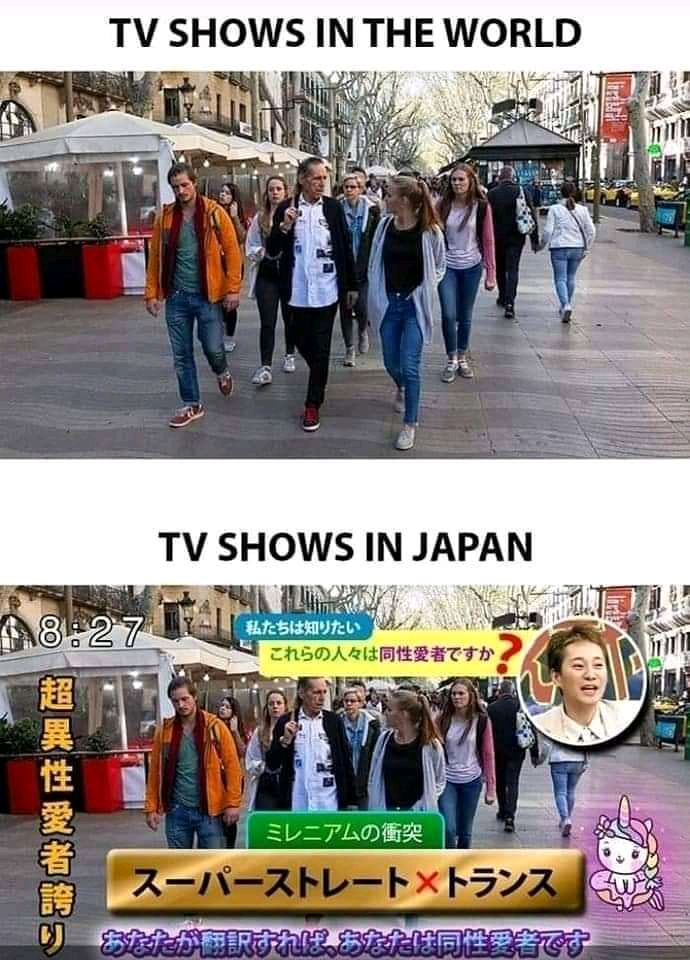 TV SHOWS IN THE WORLD
TV SHOWS IN JAPAN
8:27
私たちは知りたい
これらの人々は同性愛者ですか?
超異性愛者誇り
ミレニアムの衝突
スーパーストレート×トランス
あなたが翻訳すれば、あなたは同性愛者です